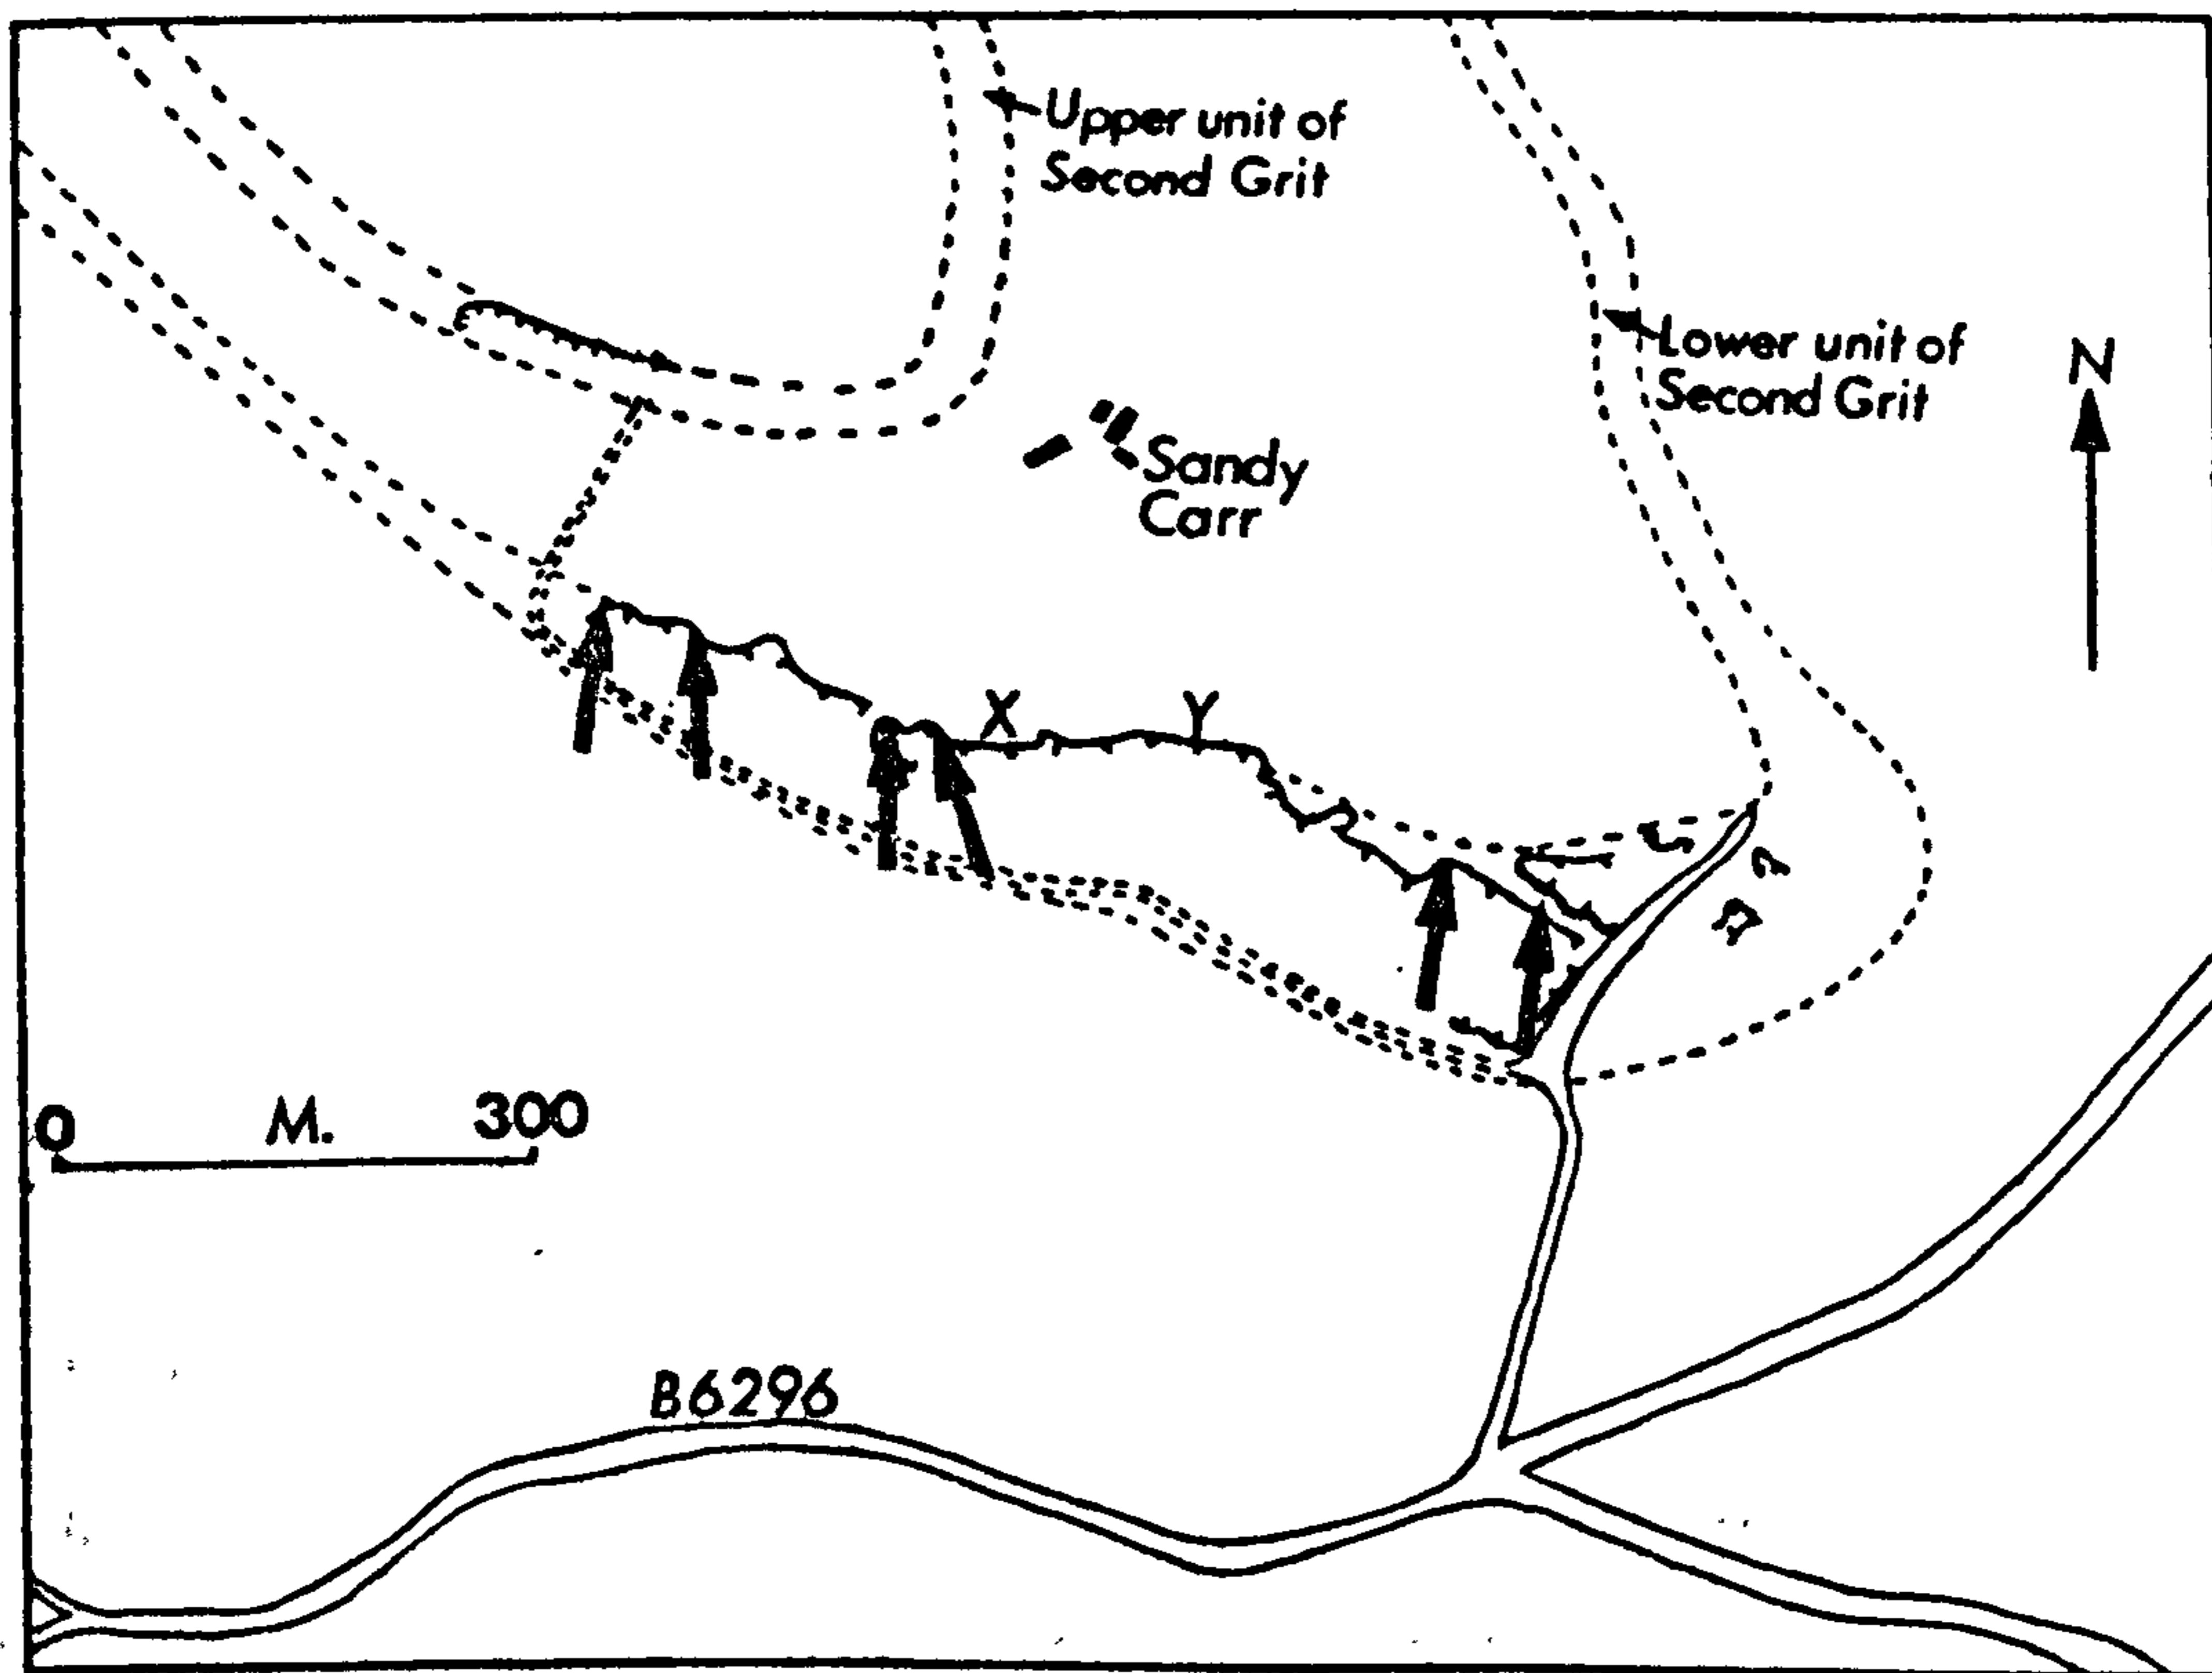 Upper unit of
Second Grit
Lower unit of
Second Grit
N
Sandy
Carr
X
Y
0 M. 300
B6296